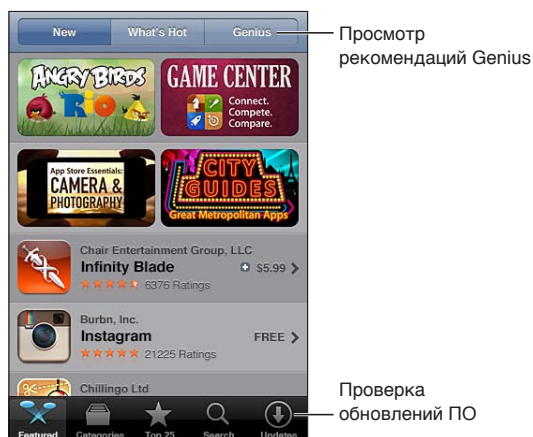 New What's Hot Genius
Просмотр
рекомендаций Genius
ANGRY BIRDS
RIO
GAME CENTER
Connect.
Compete.
Compare.
App Store Essentials:
CAMERA &
PHOTOGRAPHY
CITY
GUIDES
Great Metropolitan Apps
Chair Entertainment Group, LLC
Infinity Blade
$5.99
6376 Ratings
Burbn, Inc.
Instagram
FREE
21225 Ratings
Chillingo Ltd
Проверка
обновлений ПО
Featured Categories Top 25 Search Updates